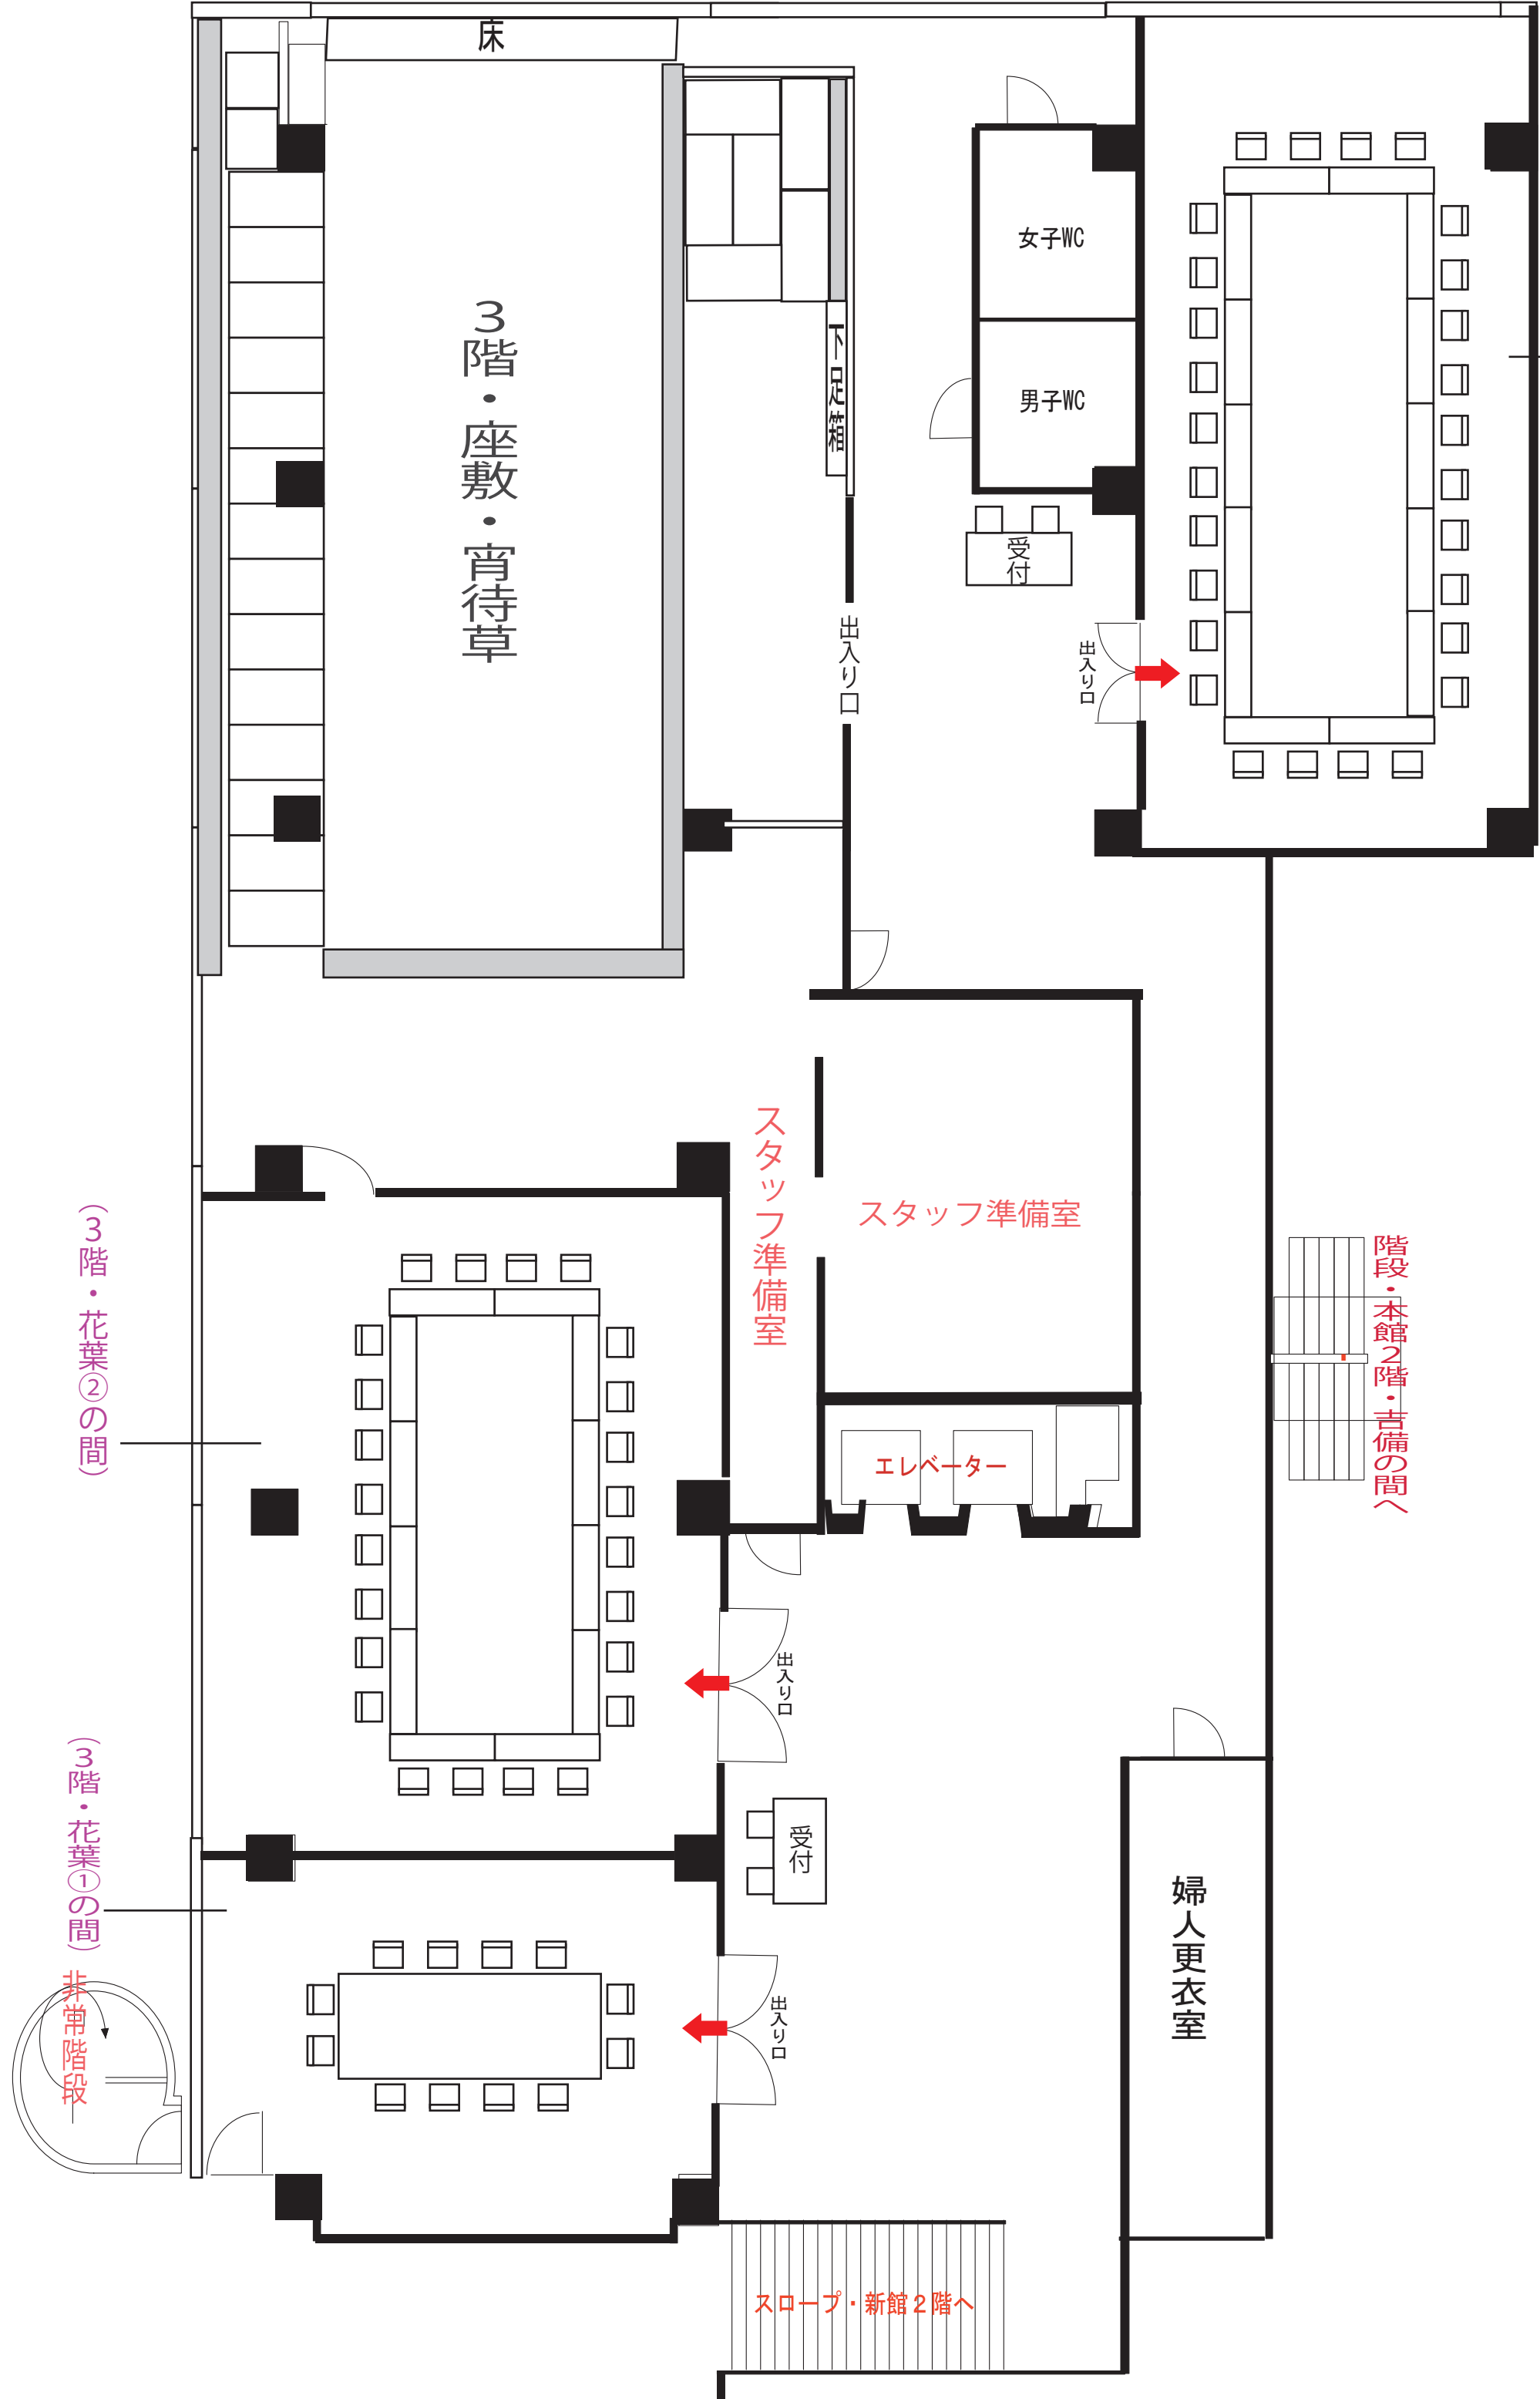 床
女子WC
男子WC
3階・座敷・宵待草
下足箱
受付
出入り口
出入り口
スタッフ準備室
スタッフ準備室
(3階・花葉②の間)
階段・本館2階・吉備の間へ
エレベーター
出入り口
(3階・花葉①の間)
受付
婦人更衣室
非常階段
出入り口
スロープ・新館2階へ